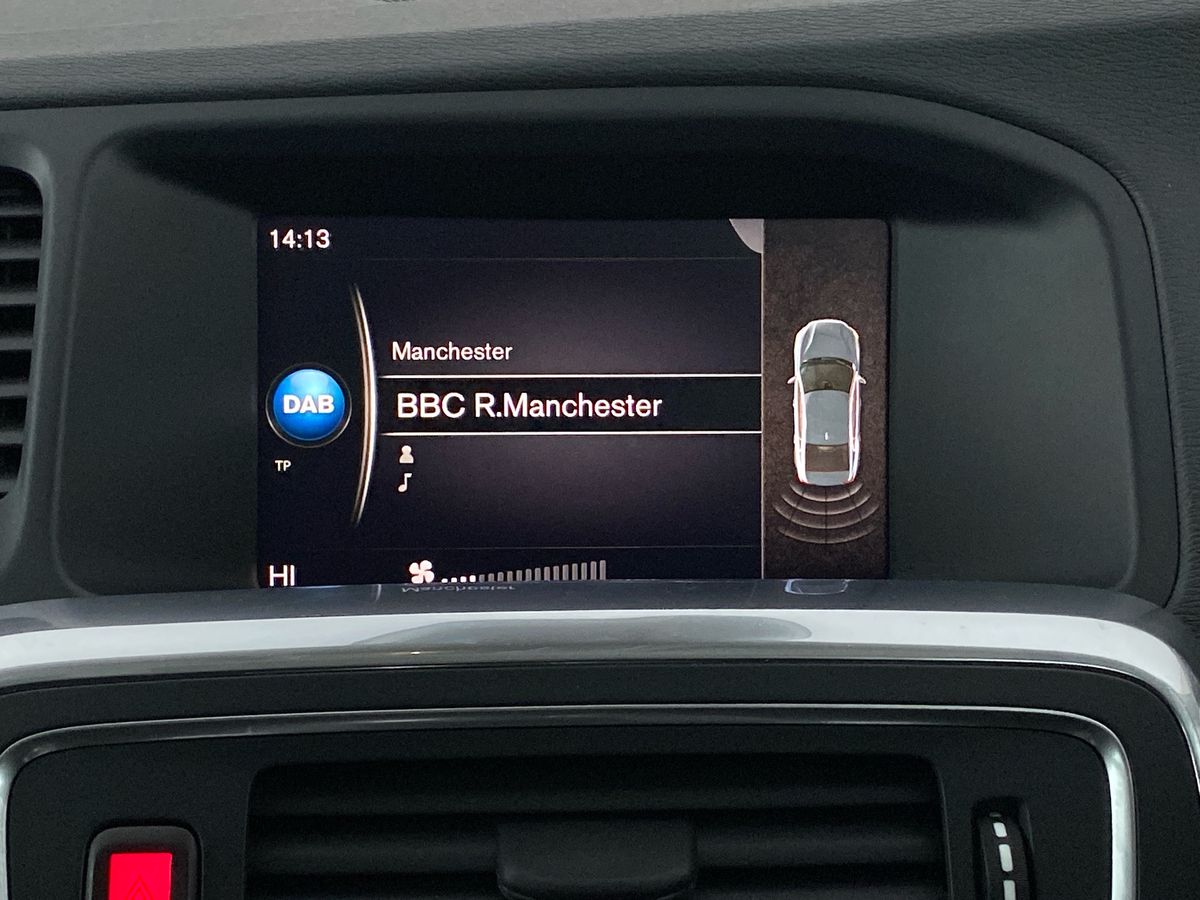 14:13
Manchester
DAB
BBC R.Manchester
TP
HI